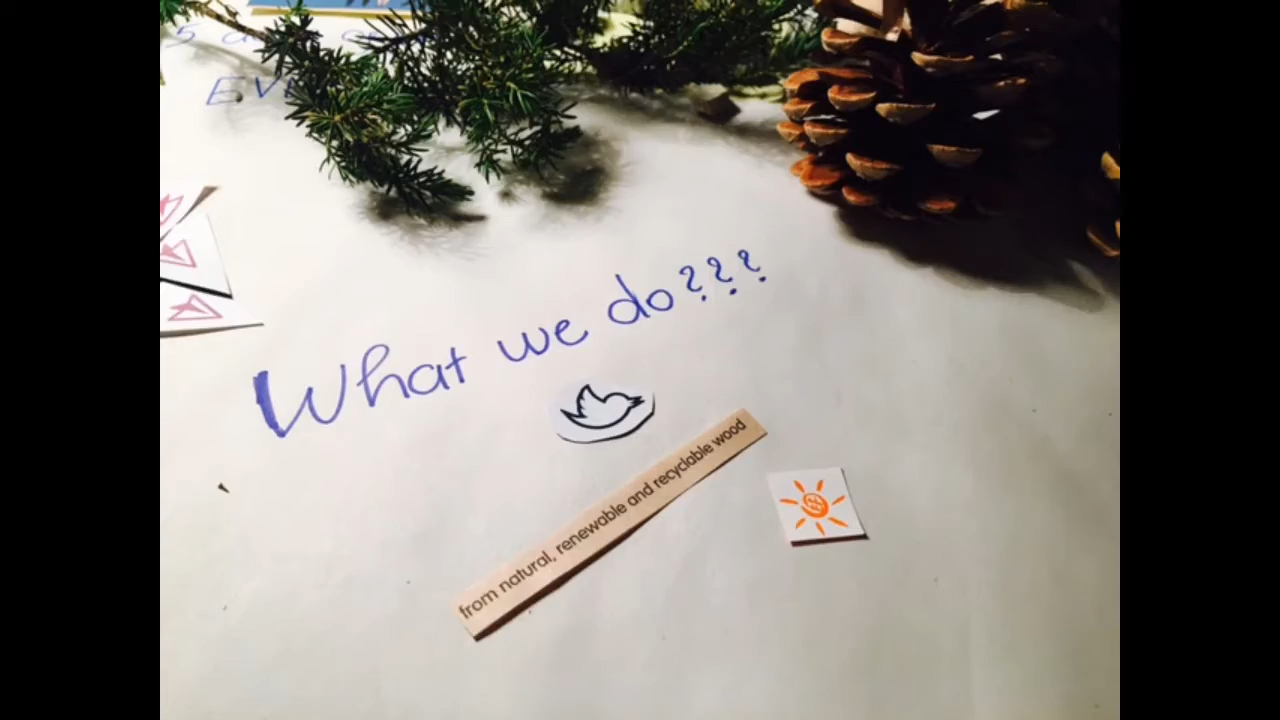 What we do???
from natural, renewable and recyclable wood